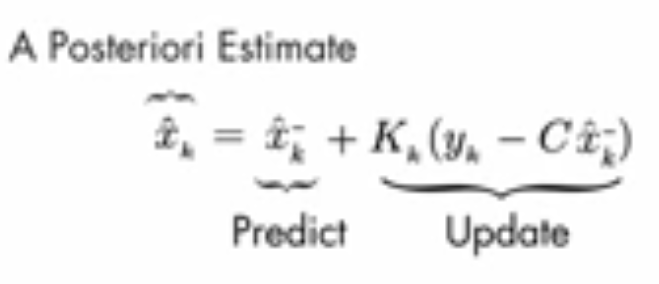 A Posteriori Estimate
x̂ₖ = x̂ₖ⁻ + Kₖ(yₖ − Cx̂ₖ⁻)
Predict Update